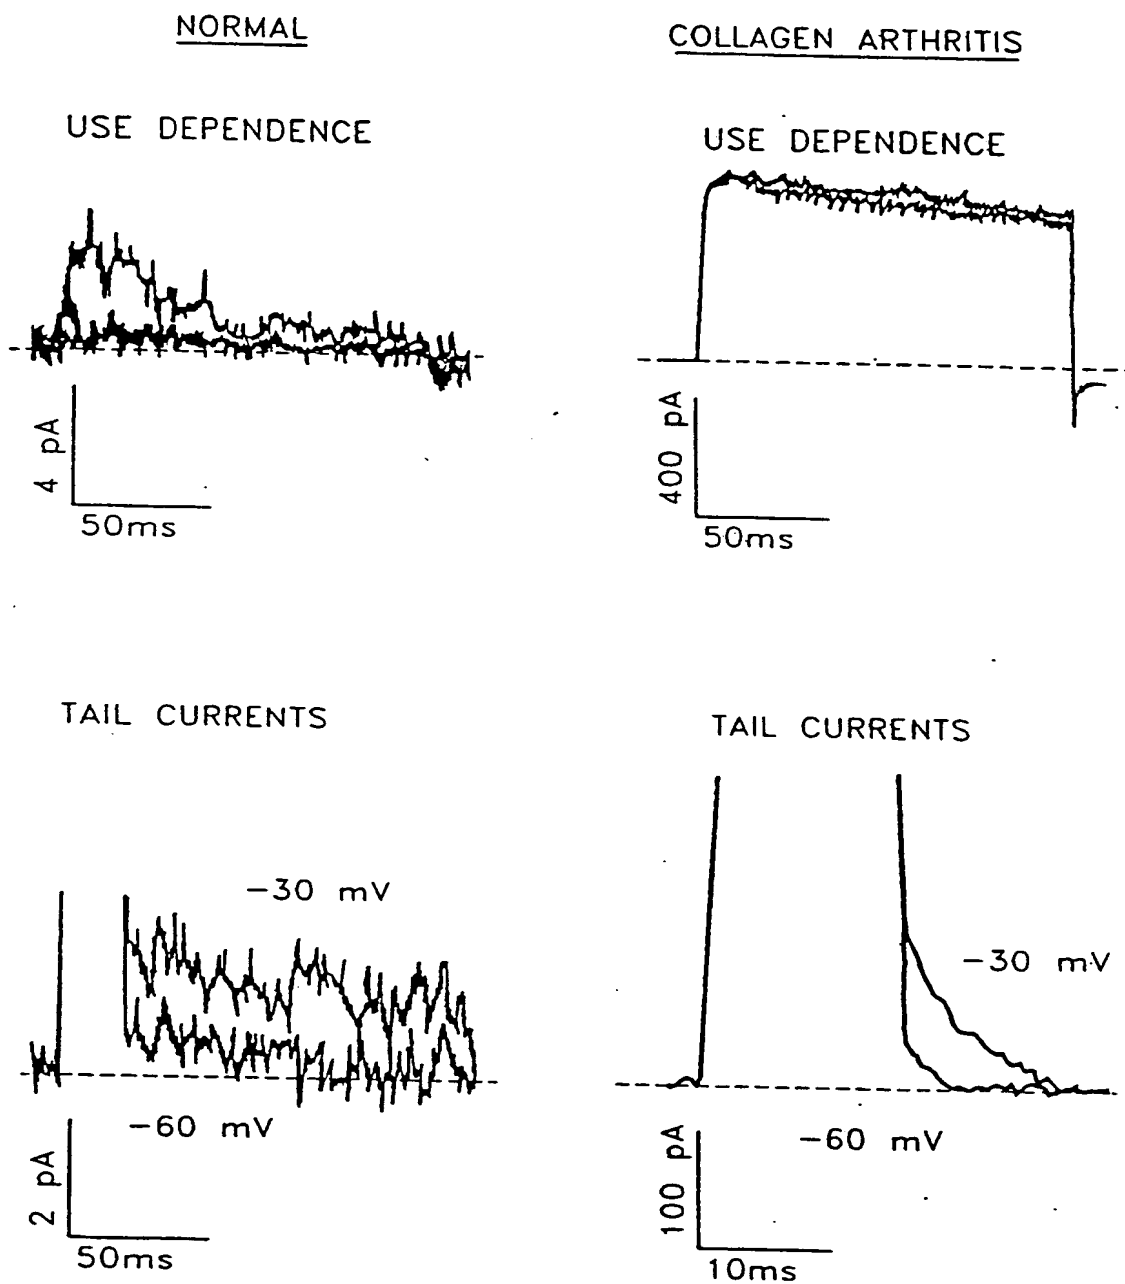 NORMAL
COLLAGEN ARTHRITIS
USE DEPENDENCE
USE DEPENDENCE
4 pA
50ms
400 pA
50ms
TAIL CURRENTS
TAIL CURRENTS
-30 mV
-60 mV
2 pA
50ms
-30 mV
-60 mV
100 pA
10ms